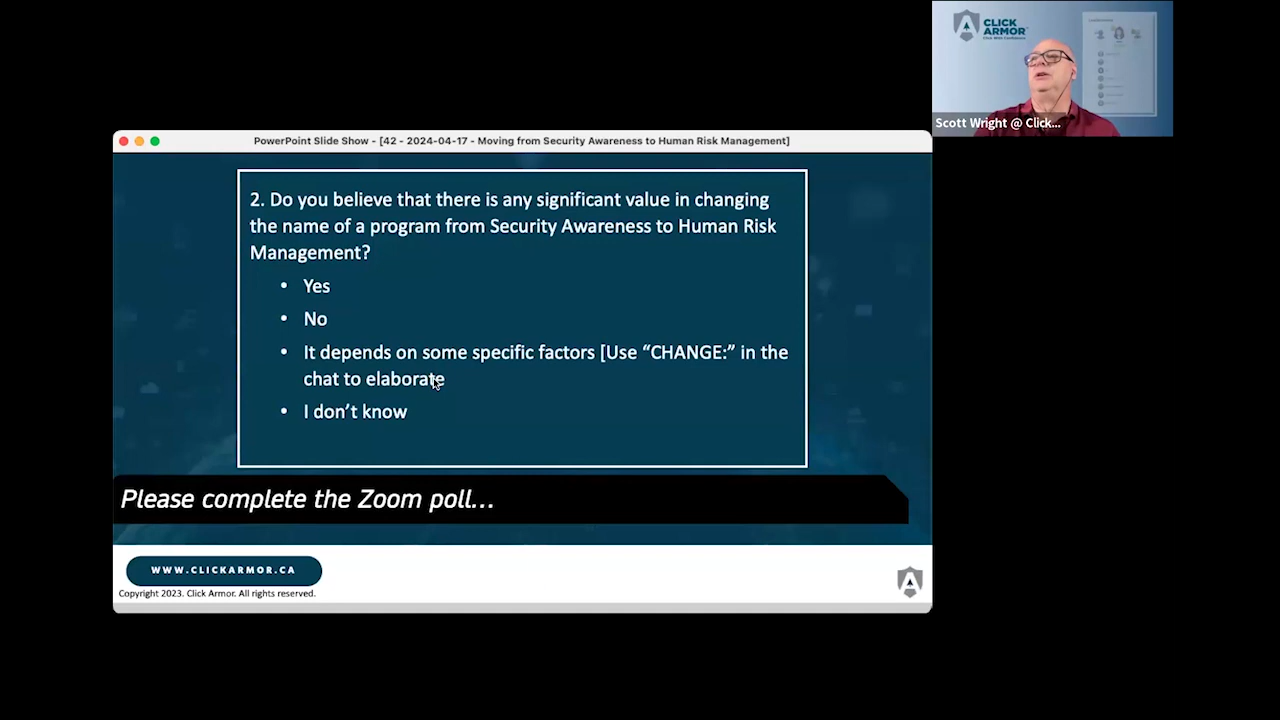 CLICK
ARMOR
Scott Wright @ Click...
PowerPoint Slide Show - [42 - 2024-04-17 - Moving from Security Awareness to Human Risk Management]
2. Do you believe that there is any significant value in changing
the name of a program from Security Awareness to Human Risk
Management?
• Yes
• No
• It depends on some specific factors [Use “CHANGE:” in the
chat to elaborate
• I don’t know
Please complete the Zoom poll...
WWW.CLICKARMOR.CA
Copyright 2023. Click Armor. All rights reserved.